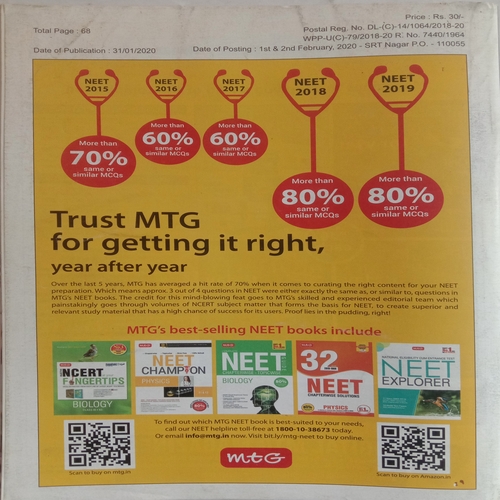 Price : Rs. 30/-
Total Page : 68
Postal Reg. No. DL-(C)-14/1064/2018-20
WPP-U(C)-79/2018-20 R. No. 7440/1964
Date of Publication : 31/01/2020
Date of Posting : 1st & 2nd February, 2020 - SRT Nagar P.O. - 110055
NEET
2015
NEET
2016
NEET
2017
NEET
2018
NEET
2019
More than
70%
same or
similar MCQs
More than
60%
same or
similar MCQs
More than
60%
same or
similar MCQs
More than
80%
same or
similar MCQs
More than
80%
same or
similar MCQs
Trust MTG
for getting it right,
year after year
Over the last 5 years, MTG has averaged a hit rate of 70% when it comes to curating the right content for your NEET
preparation. Which means approx. 3 out of 4 questions in NEET were either exactly the same as, or similar to, questions in
MTG's NEET books. The credit for this mind-blowing feat goes to MTG's skilled and experienced editorial team which
painstakingly goes through volumes of NCERT subject matter that forms the basis for NEET, to create superior and
relevant study material that has a high chance of success for its users. Proof lies in the pudding, right!
MTG's best-selling NEET books include
NCERT
FINGERTIPS
BIOLOGY
NEET
CHAMPION
PHYSICS
NEET
BIOLOGY
32
NEET
CHAPTERWISE SOLUTIONS
PHYSICS
NEET
EXPLORER
To find out which MTG NEET book is best-suited to your needs,
call our NEET helpline toll-free at 1800-10-38673 today.
Or email info@mtg.in now. Visit bit.ly/mtg-neet to buy online.
mtG
Scan to buy on mtg.in
Scan to buy on Amazon.in